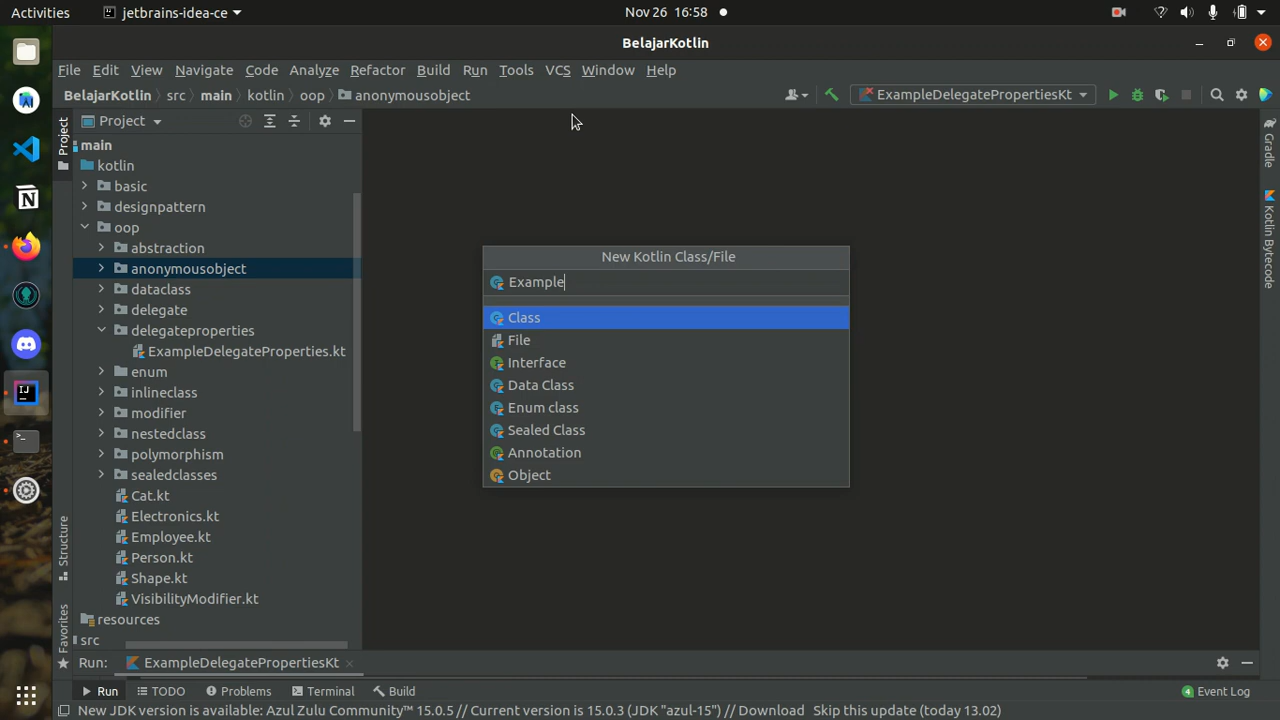 Activities jetbrains-idea-ce Nov 26 16:58
BelajarKotlin
File Edit View Navigate Code Analyze Refactor Build Run Tools VCS Window Help
BelajarKotlin src main kotlin oop anonymousobject ExampleDelegatePropertiesKt
Project Project
main
kotlin
basic
designpattern
oop
abstraction
anonymousobject
dataclass
delegate
delegateproperties
ExampleDelegateProperties.kt
enum
inlineclass
modifier
nestedclass
polymorphism
sealedclasses
Cat.kt
Electronics.kt
Employee.kt
Person.kt
Shape.kt
VisibilityModifier.kt
resources
src
New Kotlin Class/File
Example
Class
File
Interface
Data Class
Enum class
Sealed Class
Annotation
Object
Gradle
Kotlin Bytecode
Structure
Favorites
Run: ExampleDelegatePropertiesKt
Run TODO Problems Terminal Build 4 Event Log
New JDK version is available: Azul Zulu Community™ 15.0.5 // Current version is 15.0.3 (JDK "azul-15") // Download Skip this update (today 13.02)